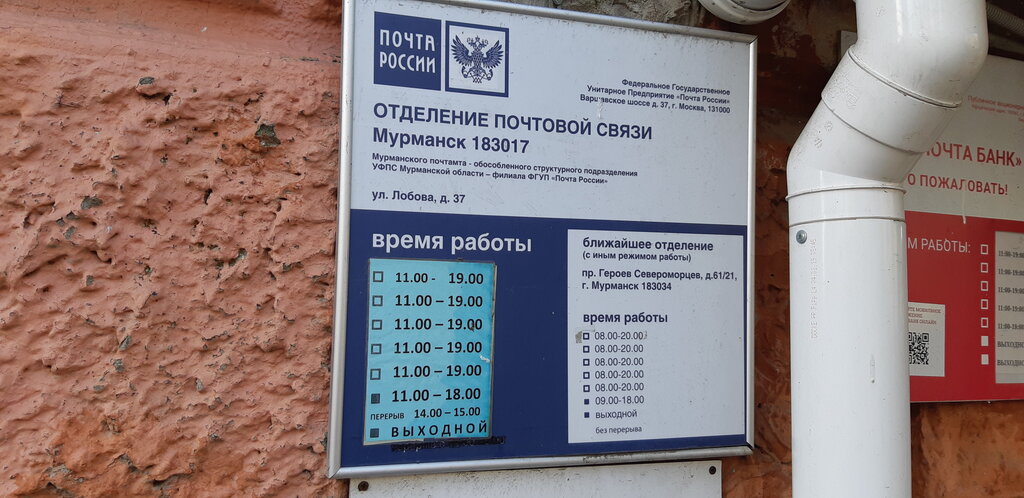 ПОЧТА
РОССИИ
Федеральное Государственное
Унитарное Предприятие «Почта России»
Варшавское шоссе д. 37, г. Москва, 131000
ОТДЕЛЕНИЕ ПОЧТОВОЙ СВЯЗИ
Мурманск 183017
Мурманского почтамта - обособленного структурного подразделения
УФПС Мурманской области – филиала ФГУП «Почта России»
ул. Лобова, д. 37
время работы
11.00 - 19.00
11.00 – 19.00
11.00 – 19.00
11.00 – 19.00
11.00 – 19.00
11.00 – 18.00
ПЕРЕРЫВ 14.00 – 15.00
ВЫХОДНОЙ
ближайшее отделение
(с иным режимом работы)
пр. Героев Североморцев, д.61/21,
г. Мурманск 183034
время работы
08.00-20.00
08.00-20.00
08.00-20.00
08.00-20.00
08.00-20.00
09.00-18.00
выходной
без перерыва
ОЧТА БАНК»
О ПОЖАЛОВАТЬ!
М РАБОТЫ: